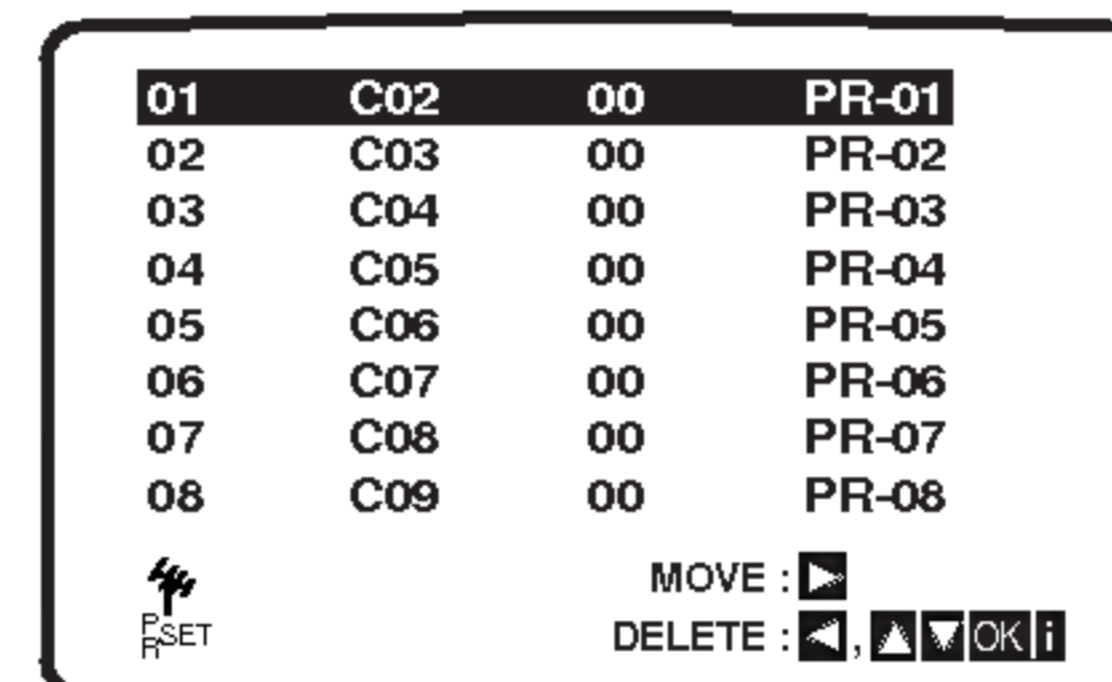 01 C02 00 PR-01
02 C03 00 PR-02
03 C04 00 PR-03
04 C05 00 PR-04
05 C06 00 PR-05
06 C07 00 PR-06
07 C08 00 PR-07
08 C09 00 PR-08
MOVE : ▷
PR SET
DELETE : ◁ , △ ▽ OK i